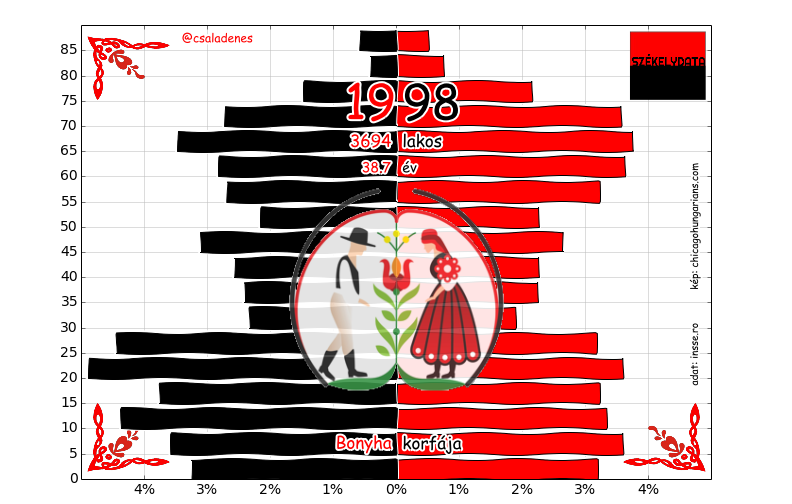 @csaladenes
SZÉKELYDATA
1998
3694 lakos
38.7 év
kép: chicagohungarians.com
adat: insse.ro
Bonyha korfája
85
80
75
70
65
60
55
50
45
40
35
30
25
20
15
10
5
0
4% 3% 2% 1% 0% 1% 2% 3% 4%